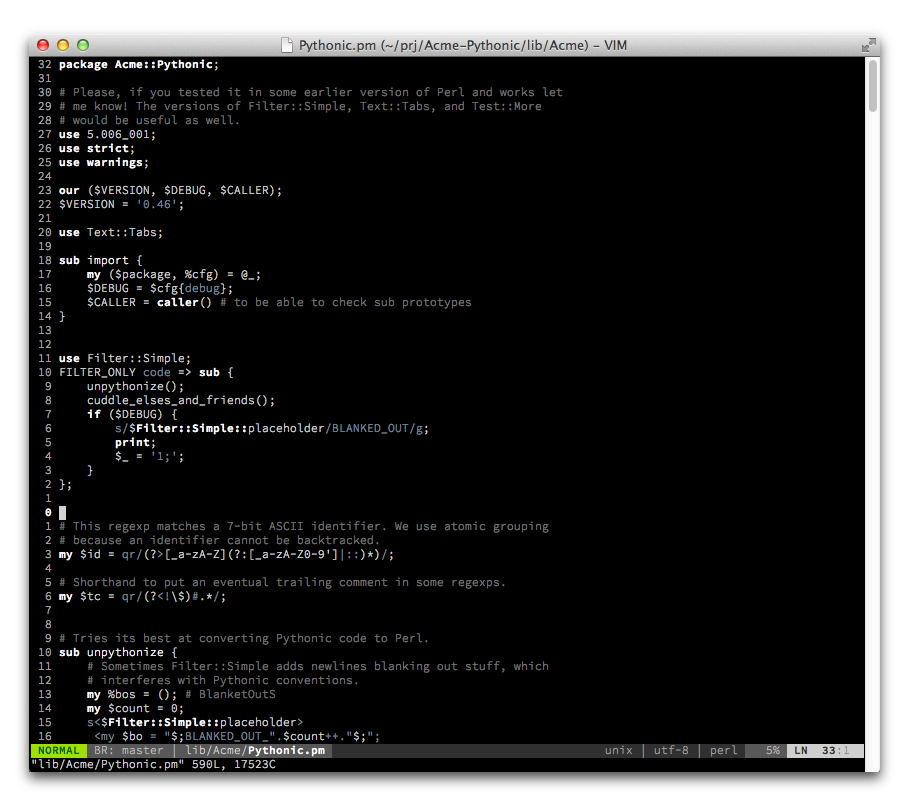 Pythonic.pm (~/prj/Acme-Pythonic/lib/Acme) – VIM
32 package Acme::Pythonic;
31
30 # Please, if you tested it in some earlier version of Perl and works let
29 # me know! The versions of Filter::Simple, Text::Tabs, and Test::More
28 # would be useful as well.
27 use 5.006_001;
26 use strict;
25 use warnings;
24
23 our ($VERSION, $DEBUG, $CALLER);
22 $VERSION = '0.46';
21
20 use Text::Tabs;
19
18 sub import {
17     my ($package, %cfg) = @_;
16     $DEBUG = $cfg{debug};
15     $CALLER = caller() # to be able to check sub prototypes
14 }
13
12
11 use Filter::Simple;
10 FILTER_ONLY code => sub {
9     unpythonize();
8     cuddle_elses_and_friends();
7     if ($DEBUG) {
6         s/$Filter::Simple::placeholder/BLANKED_OUT/g;
5         print;
4         $_ = '1;';
3     }
2 };
1
0
1 # This regexp matches a 7-bit ASCII identifier. We use atomic grouping
2 # because an identifier cannot be backtracked.
3 my $id = qr/(?>[_a-zA-Z](?:[_a-zA-Z0-9']|::)*)/;
4
5 # Shorthand to put an eventual trailing comment in some regexps.
6 my $tc = qr/(?<!\$)#.*/;
7
8
9 # Tries its best at converting Pythonic code to Perl.
10 sub unpythonize {
11     # Sometimes Filter::Simple adds newlines blanking out stuff, which
12     # interferes with Pythonic conventions.
13     my %bos = (); # BlanketOutS
14     my $count = 0;
15     s<$Filter::Simple::placeholder>
16      <my $bo = "$;BLANKED_OUT_".$count++."$;";
NORMAL BR: master | lib/Acme/Pythonic.pm unix | utf-8 | perl 5% LN 33:1
"lib/Acme/Pythonic.pm" 590L, 17523C